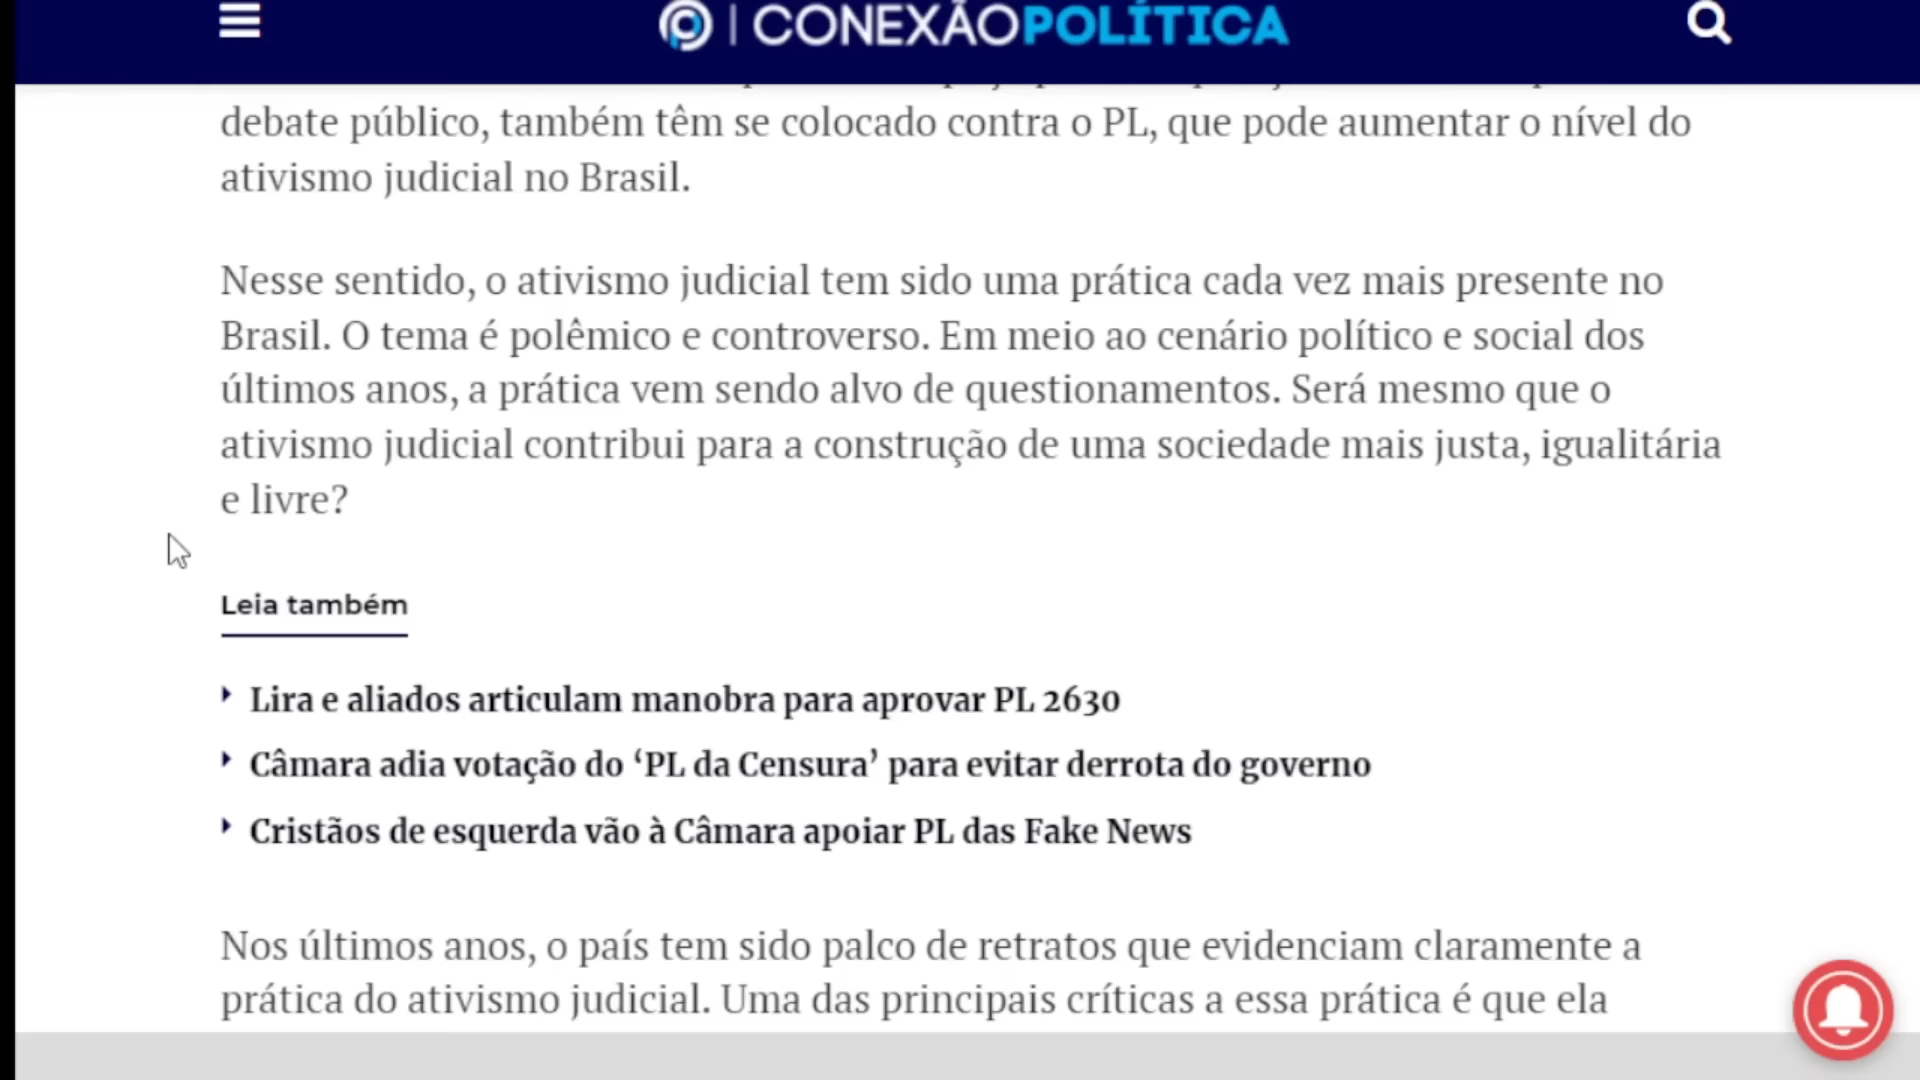 CONEXÃOPOLÍTICA
debate público, também têm se colocado contra o PL, que pode aumentar o nível do
ativismo judicial no Brasil.
Nesse sentido, o ativismo judicial tem sido uma prática cada vez mais presente no
Brasil. O tema é polêmico e controverso. Em meio ao cenário político e social dos
últimos anos, a prática vem sendo alvo de questionamentos. Será mesmo que o
ativismo judicial contribui para a construção de uma sociedade mais justa, igualitária
e livre?
Leia também
Lira e aliados articulam manobra para aprovar PL 2630
Câmara adia votação do ‘PL da Censura’ para evitar derrota do governo
Cristãos de esquerda vão à Câmara apoiar PL das Fake News
Nos últimos anos, o país tem sido palco de retratos que evidenciam claramente a
prática do ativismo judicial. Uma das principais críticas a essa prática é que ela